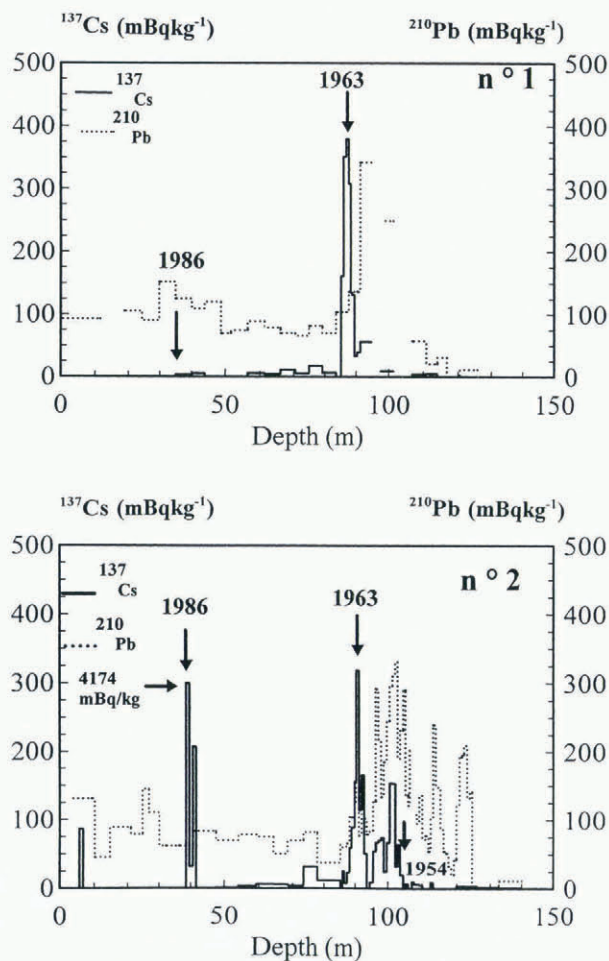 ¹³⁷Cs (mBqkg⁻¹) ²¹⁰Pb (mBqkg⁻¹)
500 500
n ° 1
1963
137
Cs
400 400
210
Pb
300 300
1986
200 200
100 100
0 0
0 50 100 150
Depth (m)
¹³⁷Cs (mBqkg⁻¹) ²¹⁰Pb (mBqkg⁻¹)
500 500
n ° 2
137
Cs
1986 1963
400 400
210
Pb
4174
mBq/kg
300 300
200 200
100 100
1954
0 0
0 50 100 150
Depth (m)